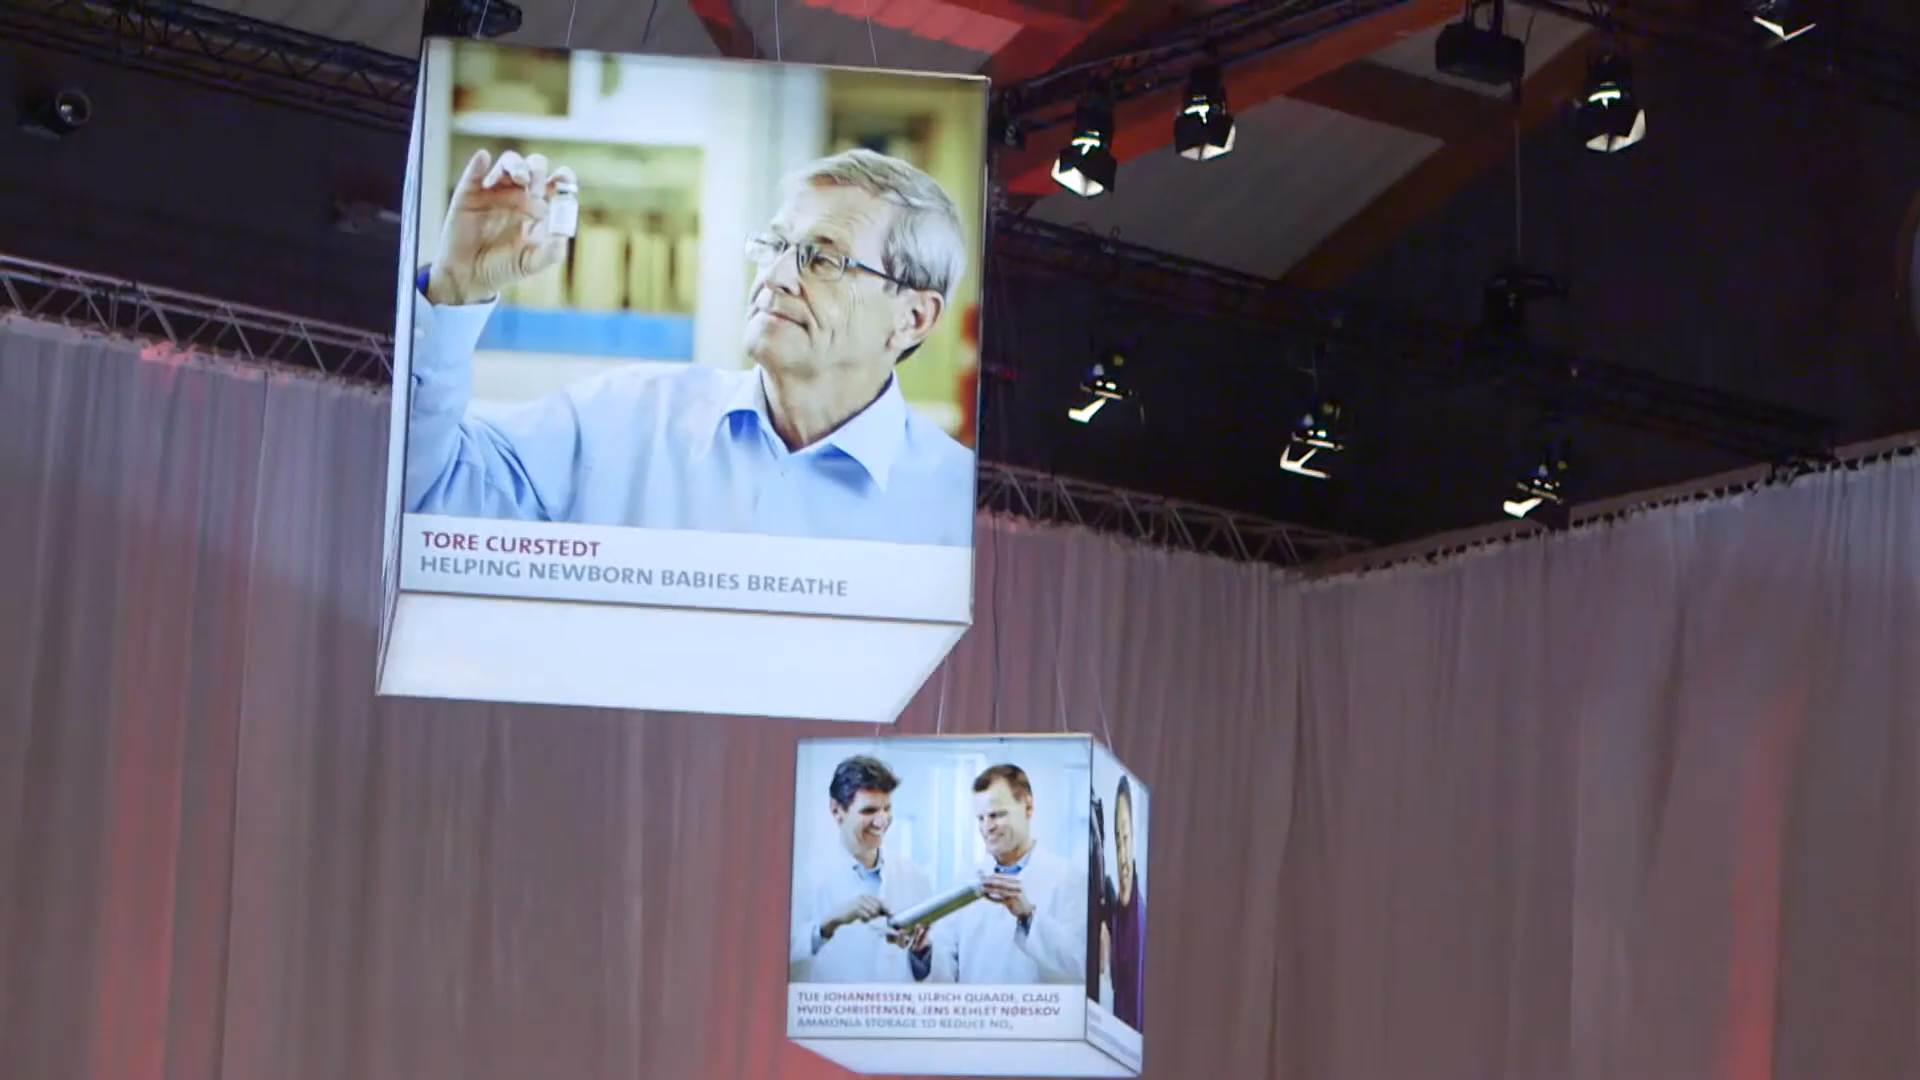 TORE CURSTEDT
HELPING NEWBORN BABIES BREATHE
TUE JOHANNESSEN, ULRICH QUAADE, CLAUS
HVIID CHRISTENSEN, JENS KEHLET NØRSKOV
AMMONIA STORAGE TO REDUCE NOₓ